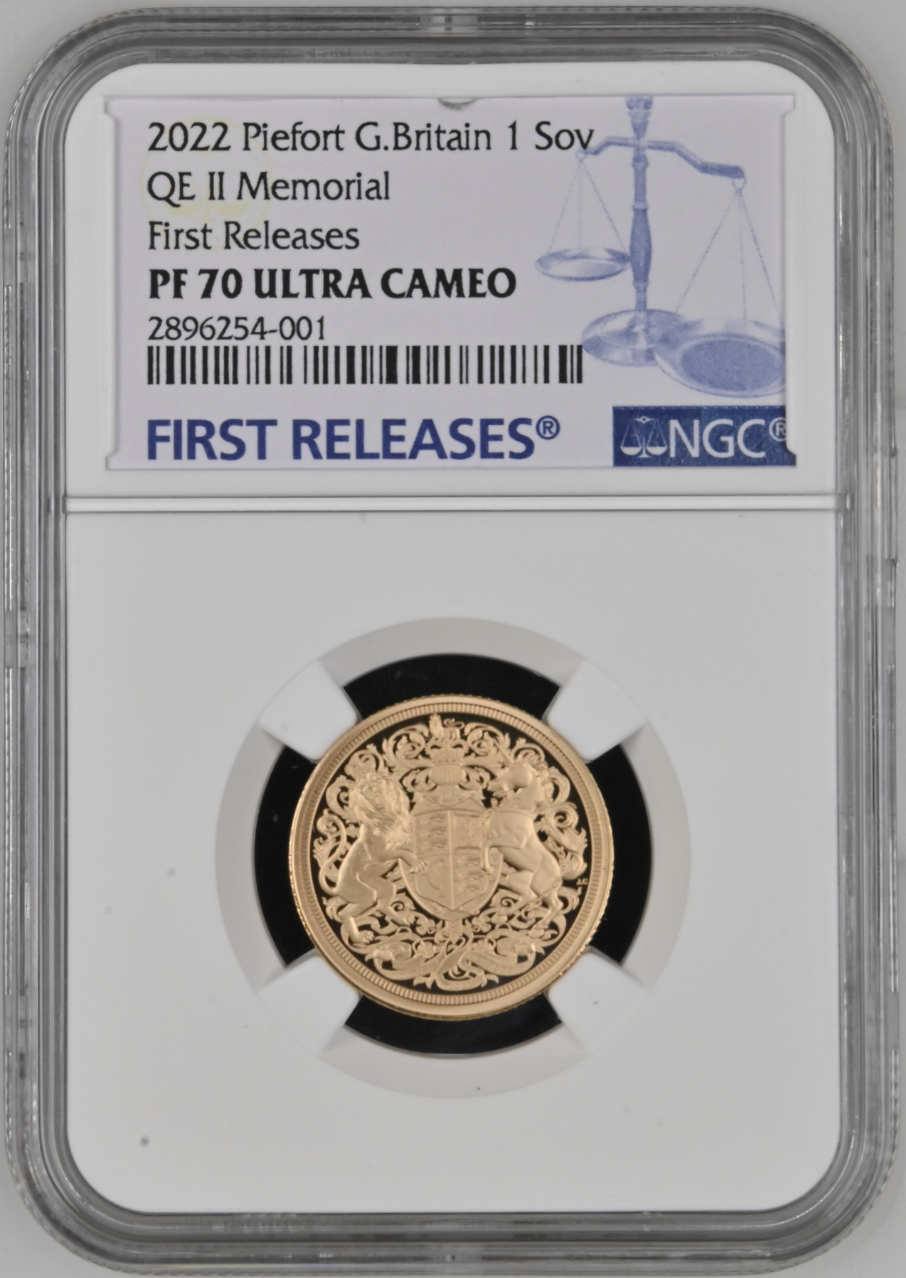 2022 Piefort G.Britain 1 Sov
QE II Memorial
First Releases
PF 70 ULTRA CAMEO
2896254-001
FIRST RELEASES®
NGC®